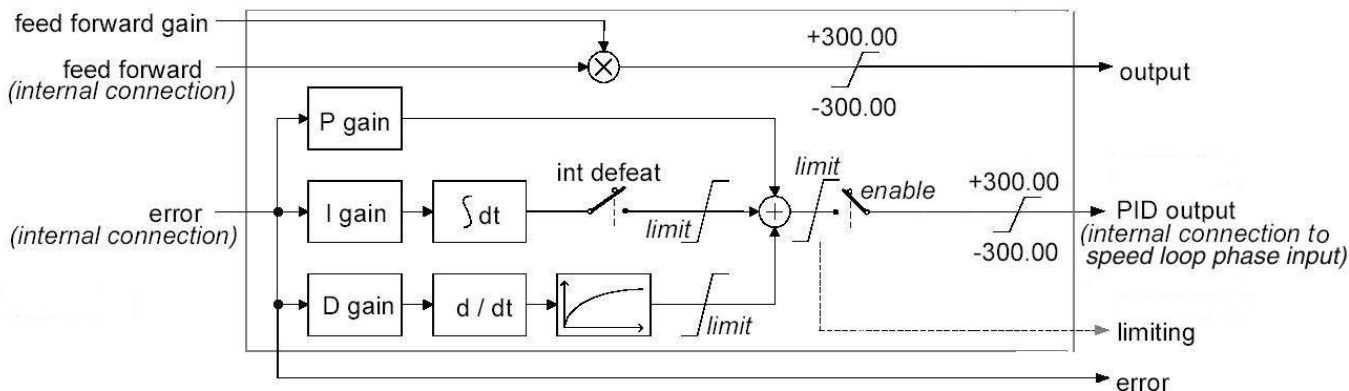 feed forward gain
feed forward
(internal connection)
+300.00
-300.00
output
P gain
int defeat
limit
enable
+300.00
-300.00
error
(internal connection)
I gain
∫ dt
limit
+
PID output
(internal connection to
speed loop phase input)
D gain
d / dt
limit
limiting
error